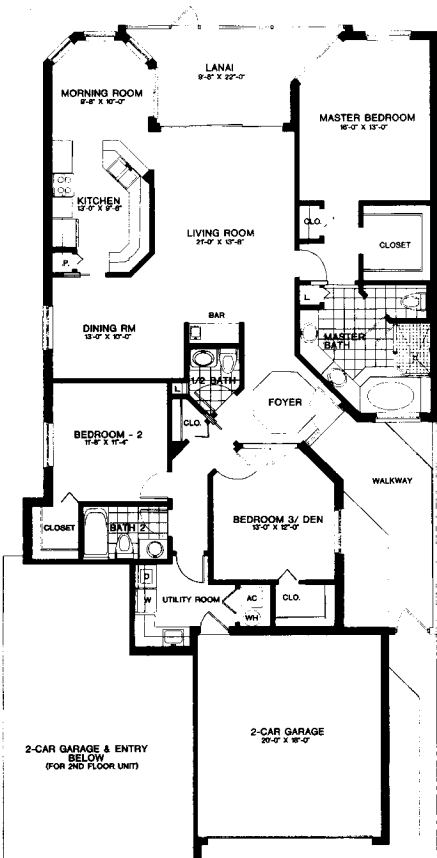 LANAI
9'-8" X 22'-0"
MORNING ROOM
9'-8" X 10'-0"
MASTER BEDROOM
16'-0" X 13'-0"
KITCHEN
13'-0" X 9'-8"
CLO.
CLOSET
LIVING ROOM
21'-0" X 13'-8"
P.
L
BAR
DINING RM
13'-0" X 10'-0"
MASTER
BATH
1/2 BATH
L
FOYER
CLO.
BEDROOM - 2
11'-8" X 11'-4"
WALKWAY
CLOSET
BATH 2
BEDROOM 3/ DEN
13'-0" X 12'-0"
D
W
UTILITY ROOM
AC
WH
CLO.
2-CAR GARAGE & ENTRY
BELOW
(FOR 2ND FLOOR UNIT)
2-CAR GARAGE
20'-0" X 18'-0"